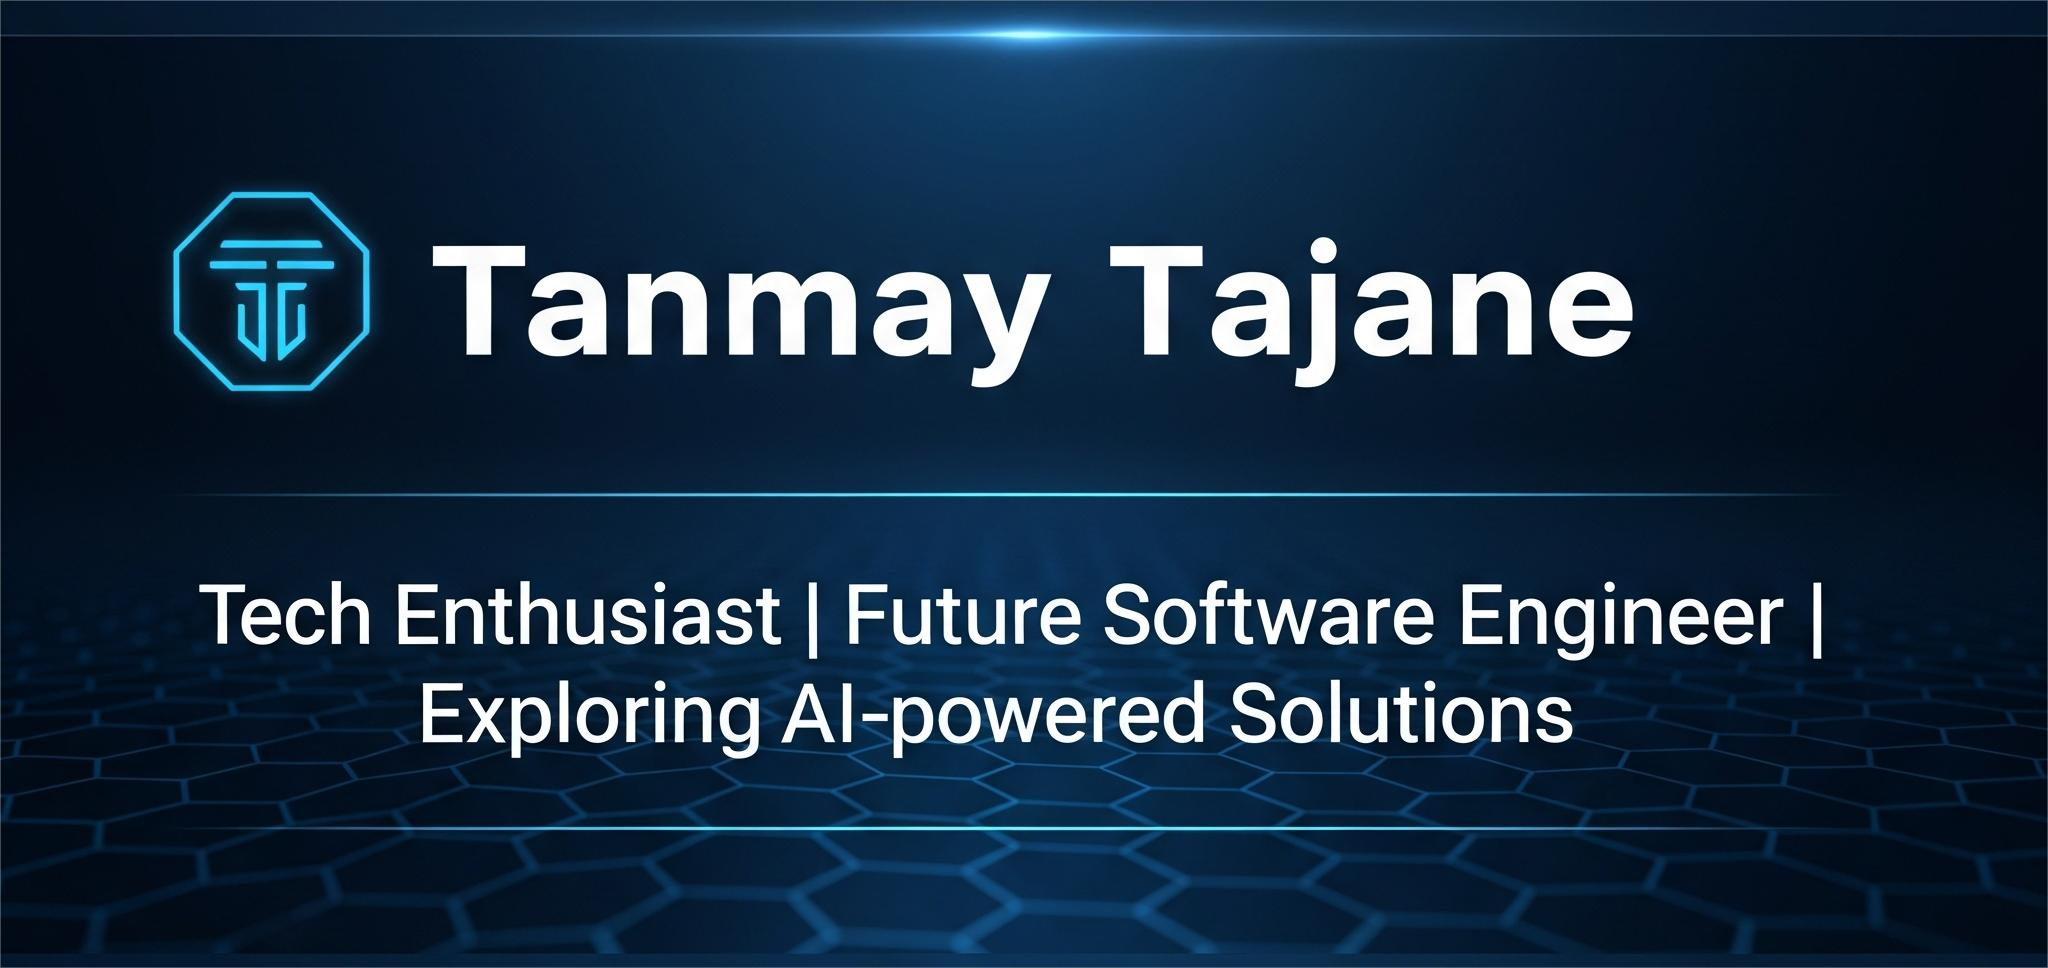 Tanmay Tajane
Tech Enthusiast | Future Software Engineer |
Exploring AI-powered Solutions